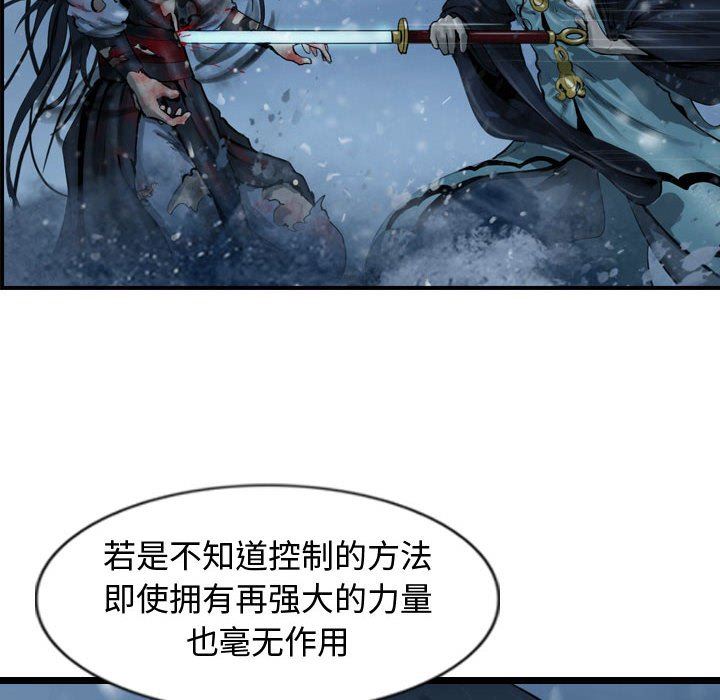 若是不知道控制的方法
即使拥有再强大的力量
也毫无作用